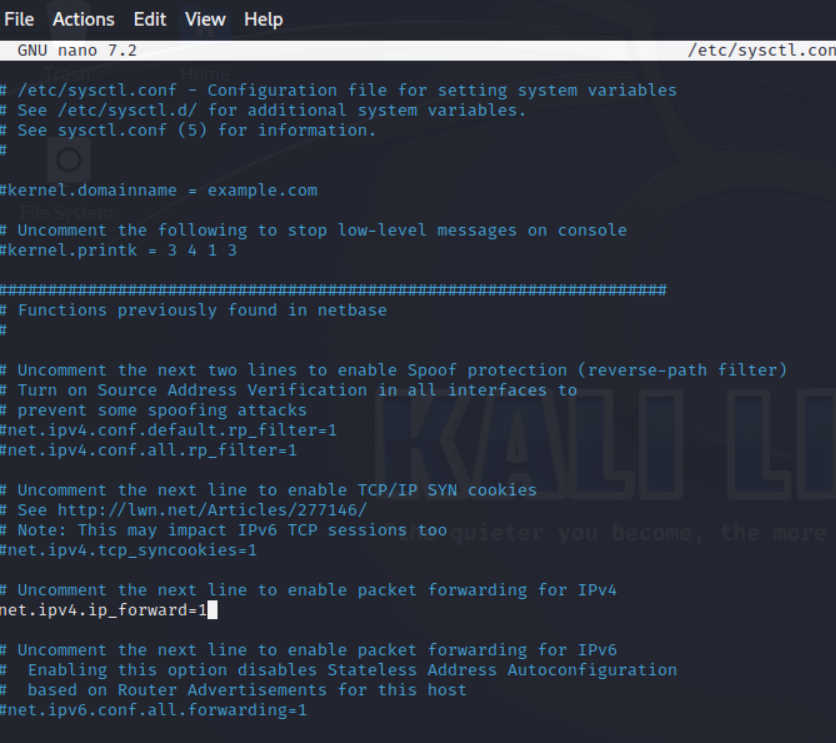 File Actions Edit View Help
GNU nano 7.2 /etc/sysctl.con
Trash Home
# /etc/sysctl.conf - Configuration file for setting system variables
# See /etc/sysctl.d/ for additional system variables.
# See sysctl.conf (5) for information.
#
#kernel.domainname = example.com
File System
# Uncomment the following to stop low-level messages on console
#kernel.printk = 3 4 1 3
###################################################################
# Functions previously found in netbase
#
# Uncomment the next two lines to enable Spoof protection (reverse-path filter)
# Turn on Source Address Verification in all interfaces to
# prevent some spoofing attacks
#net.ipv4.conf.default.rp_filter=1
#net.ipv4.conf.all.rp_filter=1
KALI LI
# Uncomment the next line to enable TCP/IP SYN cookies
# See http://lwn.net/Articles/277146/
# Note: This may impact IPv6 TCP sessions too
the quieter you become, the more
#net.ipv4.tcp_syncookies=1
# Uncomment the next line to enable packet forwarding for IPv4
net.ipv4.ip_forward=1
# Uncomment the next line to enable packet forwarding for IPv6
#  Enabling this option disables Stateless Address Autoconfiguration
#  based on Router Advertisements for this host
#net.ipv6.conf.all.forwarding=1